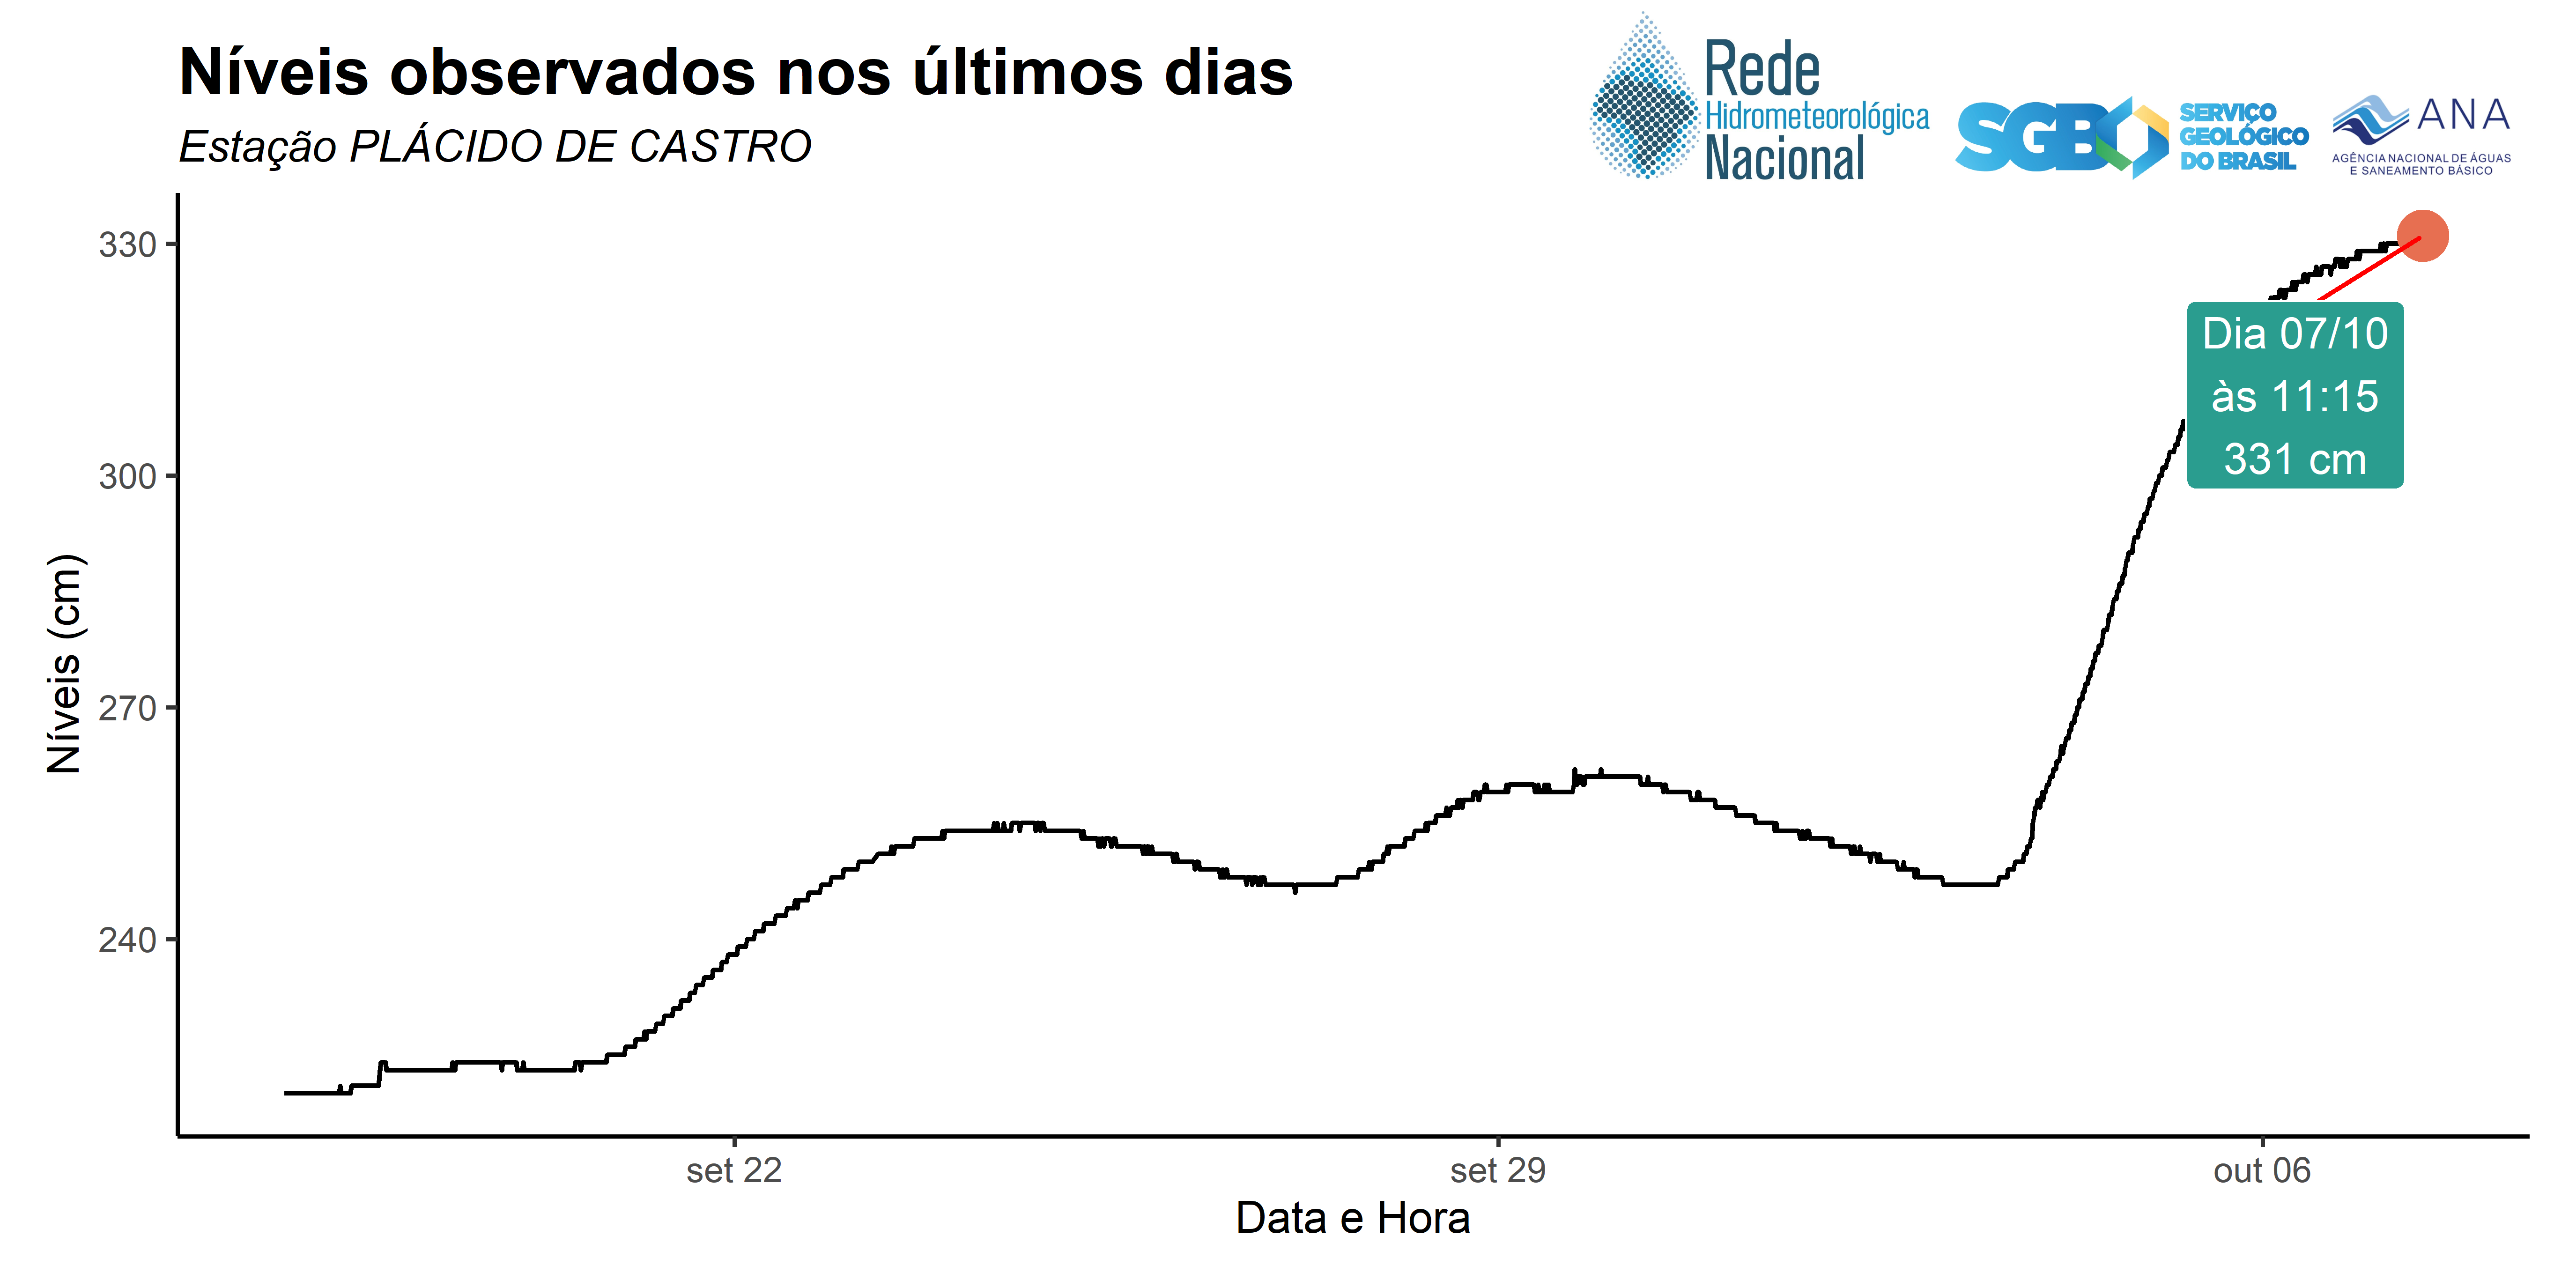 Níveis observados nos últimos dias
Estação PLÁCIDO DE CASTRO
Rede
Hidrometeorológica
Nacional
SGB
SERVIÇO
GEOLÓGICO
DO BRASIL
ANA
AGÊNCIA NACIONAL DE ÁGUAS
E SANEAMENTO BÁSICO
330
300
270
240
Níveis (cm)
Dia 07/10
às 11:15
331 cm
set 22
set 29
out 06
Data e Hora